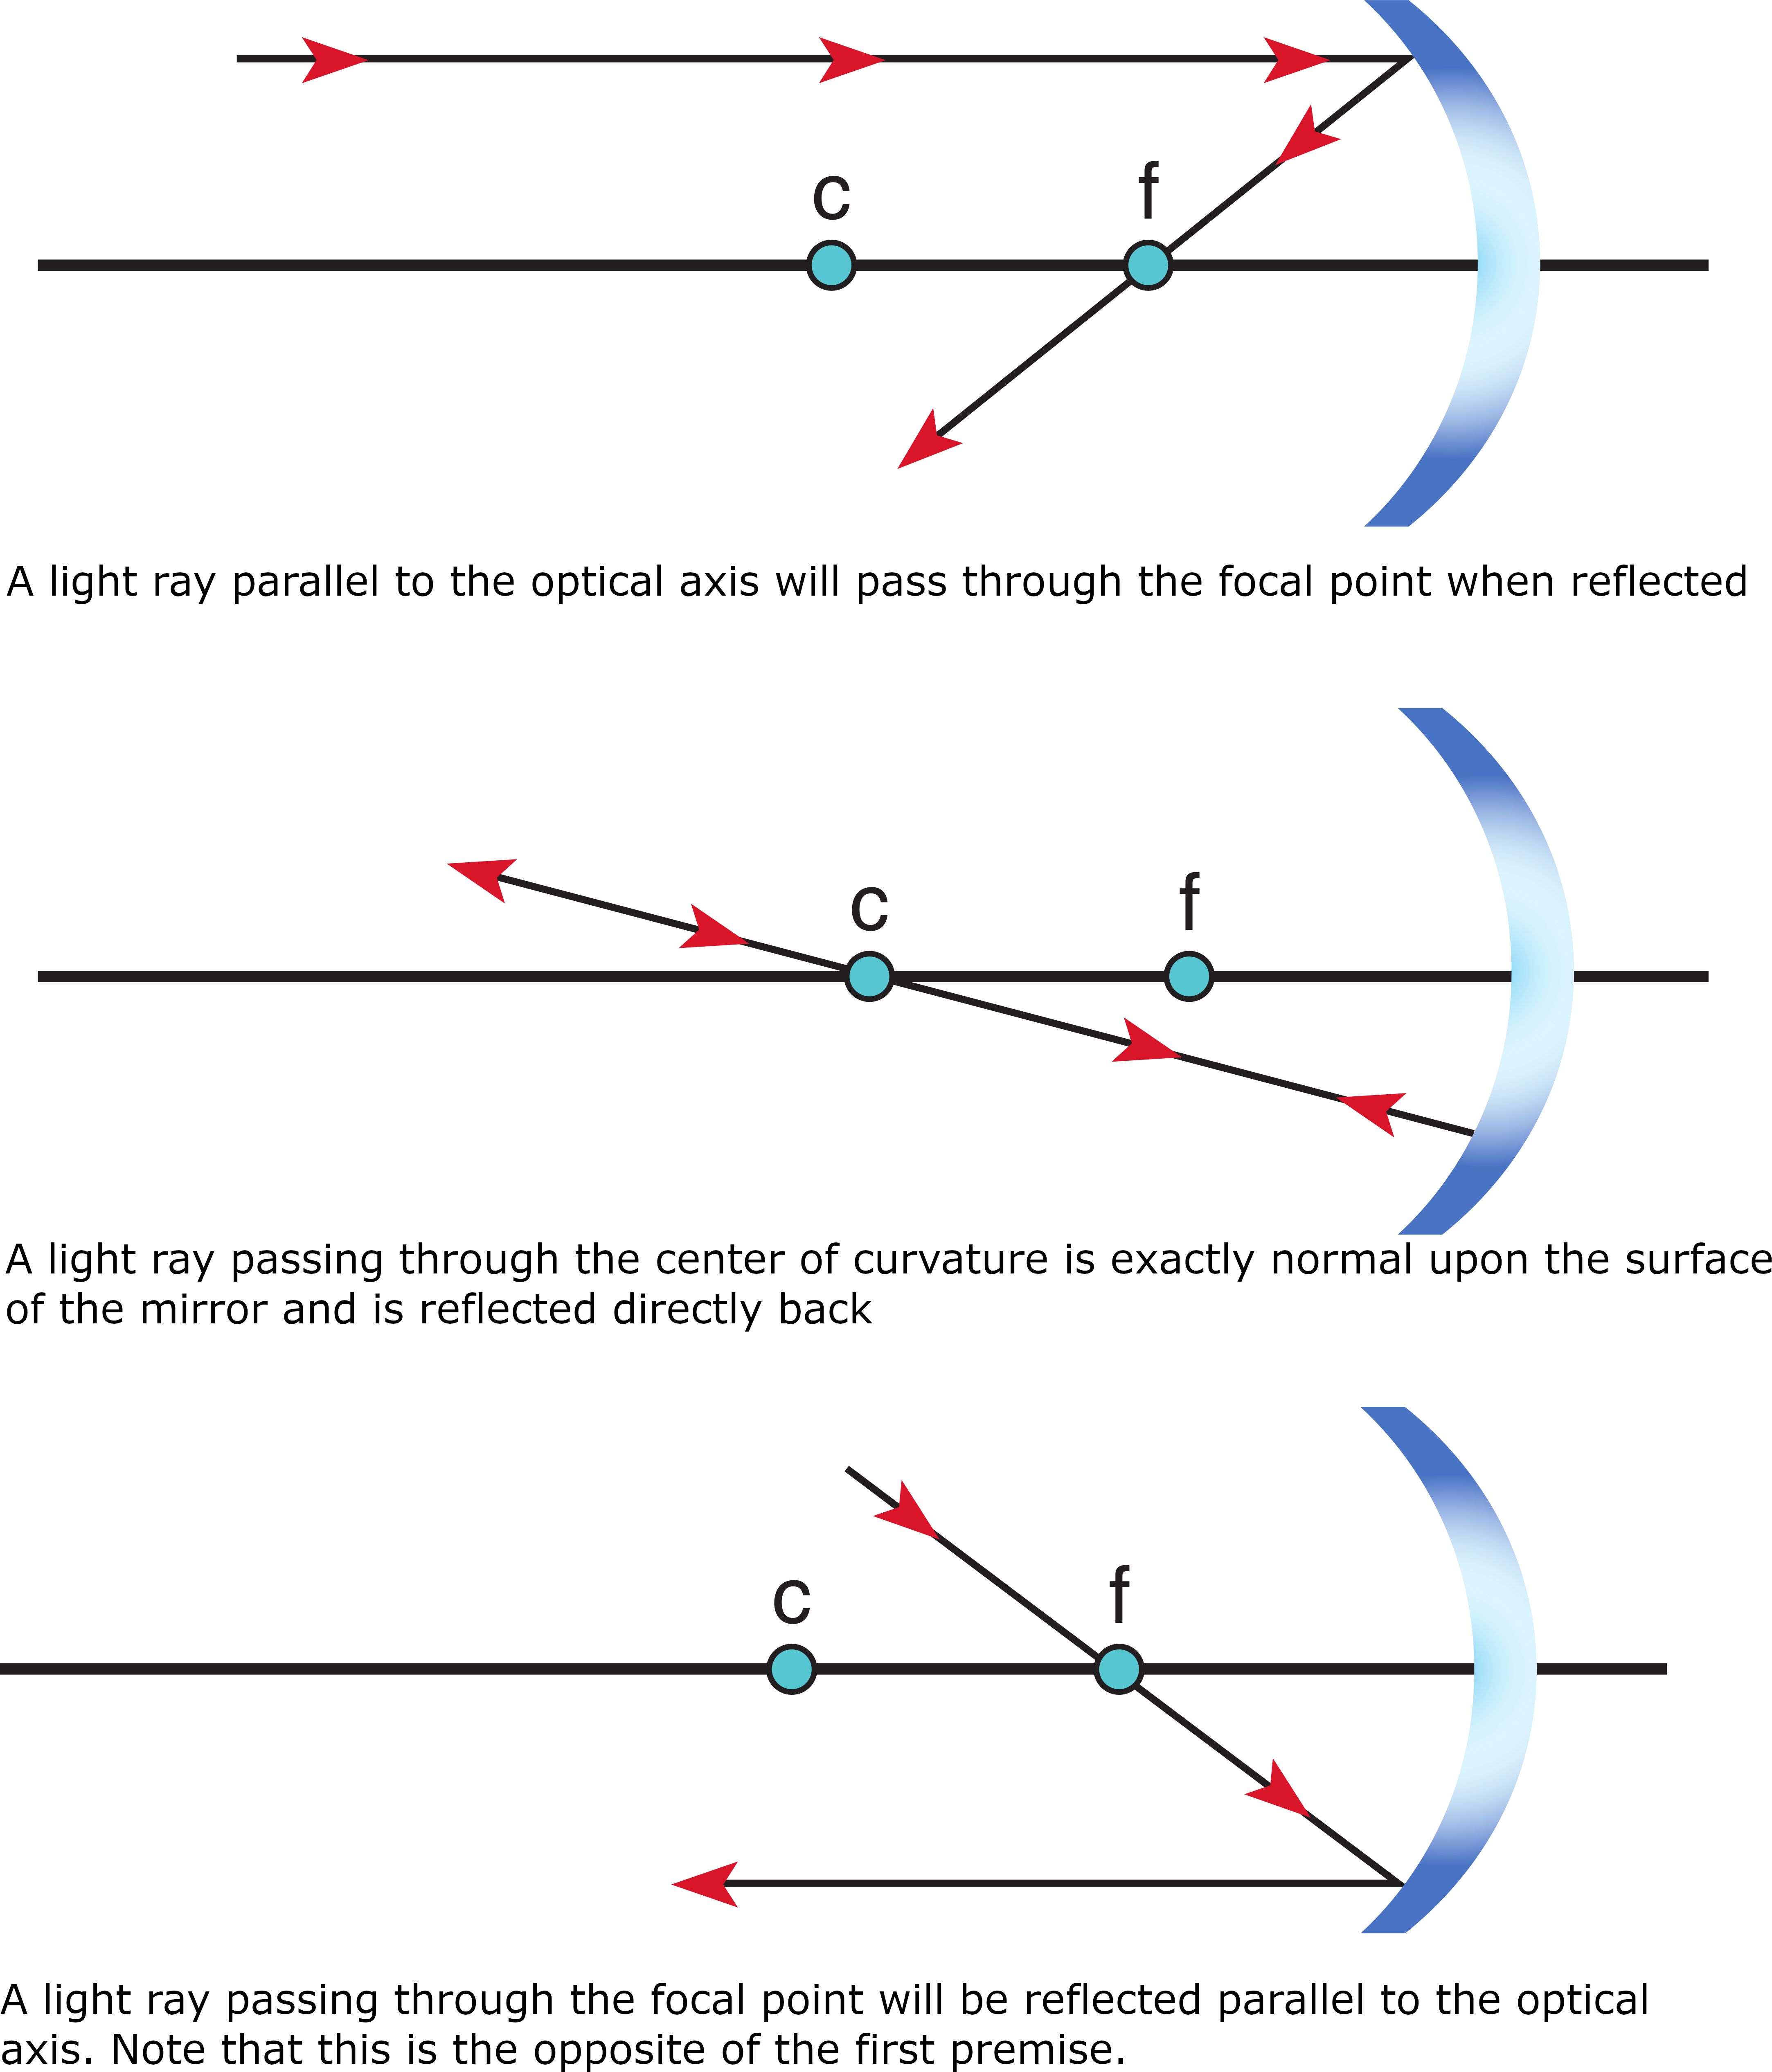 c f
A light ray parallel to the optical axis will pass through the focal point when reflected
c f
A light ray passing through the center of curvature is exactly normal upon the surface
of the mirror and is reflected directly back
c f
A light ray passing through the focal point will be reflected parallel to the optical
axis. Note that this is the opposite of the first premise.